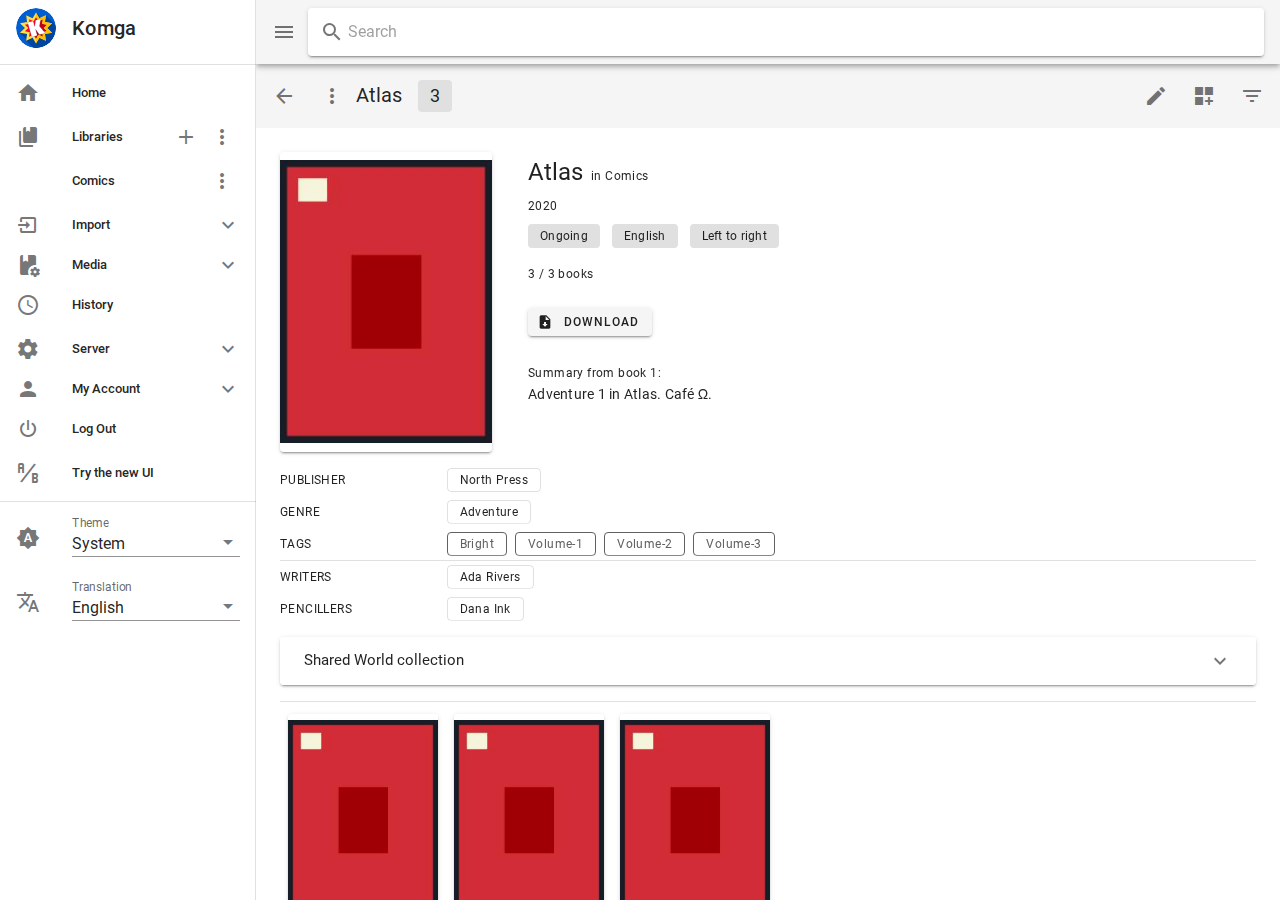 Komga
Search
Home
Libraries
Comics
Import
Media
History
Server
My Account
Log Out
Try the new UI
Theme
System
Translation
English
Atlas 3
Atlas in Comics
2020
Ongoing English Left to right
3 / 3 books
DOWNLOAD
Summary from book 1:
Adventure 1 in Atlas. Café Ω.
PUBLISHER North Press
GENRE Adventure
TAGS Bright Volume-1 Volume-2 Volume-3
WRITERS Ada Rivers
PENCILLERS Dana Ink
Shared World collection